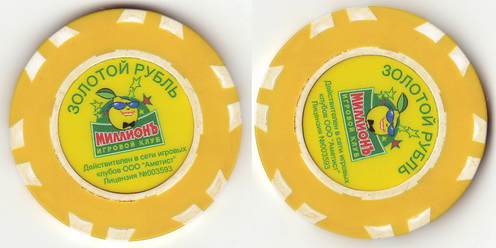 ЗОЛОТОЙ РУБЛЬ
МИЛЛИОНЪ
ИГРОВОЙ КЛУБ
Действителен в сети игровых
клубов ООО "Аметист"
Лицензия №003593
ЗОЛОТОЙ РУБЛЬ
МИЛЛИОНЪ
ИГРОВОЙ КЛУБ
Действителен в сети игровых
клубов ООО "Аметист"
Лицензия №003593